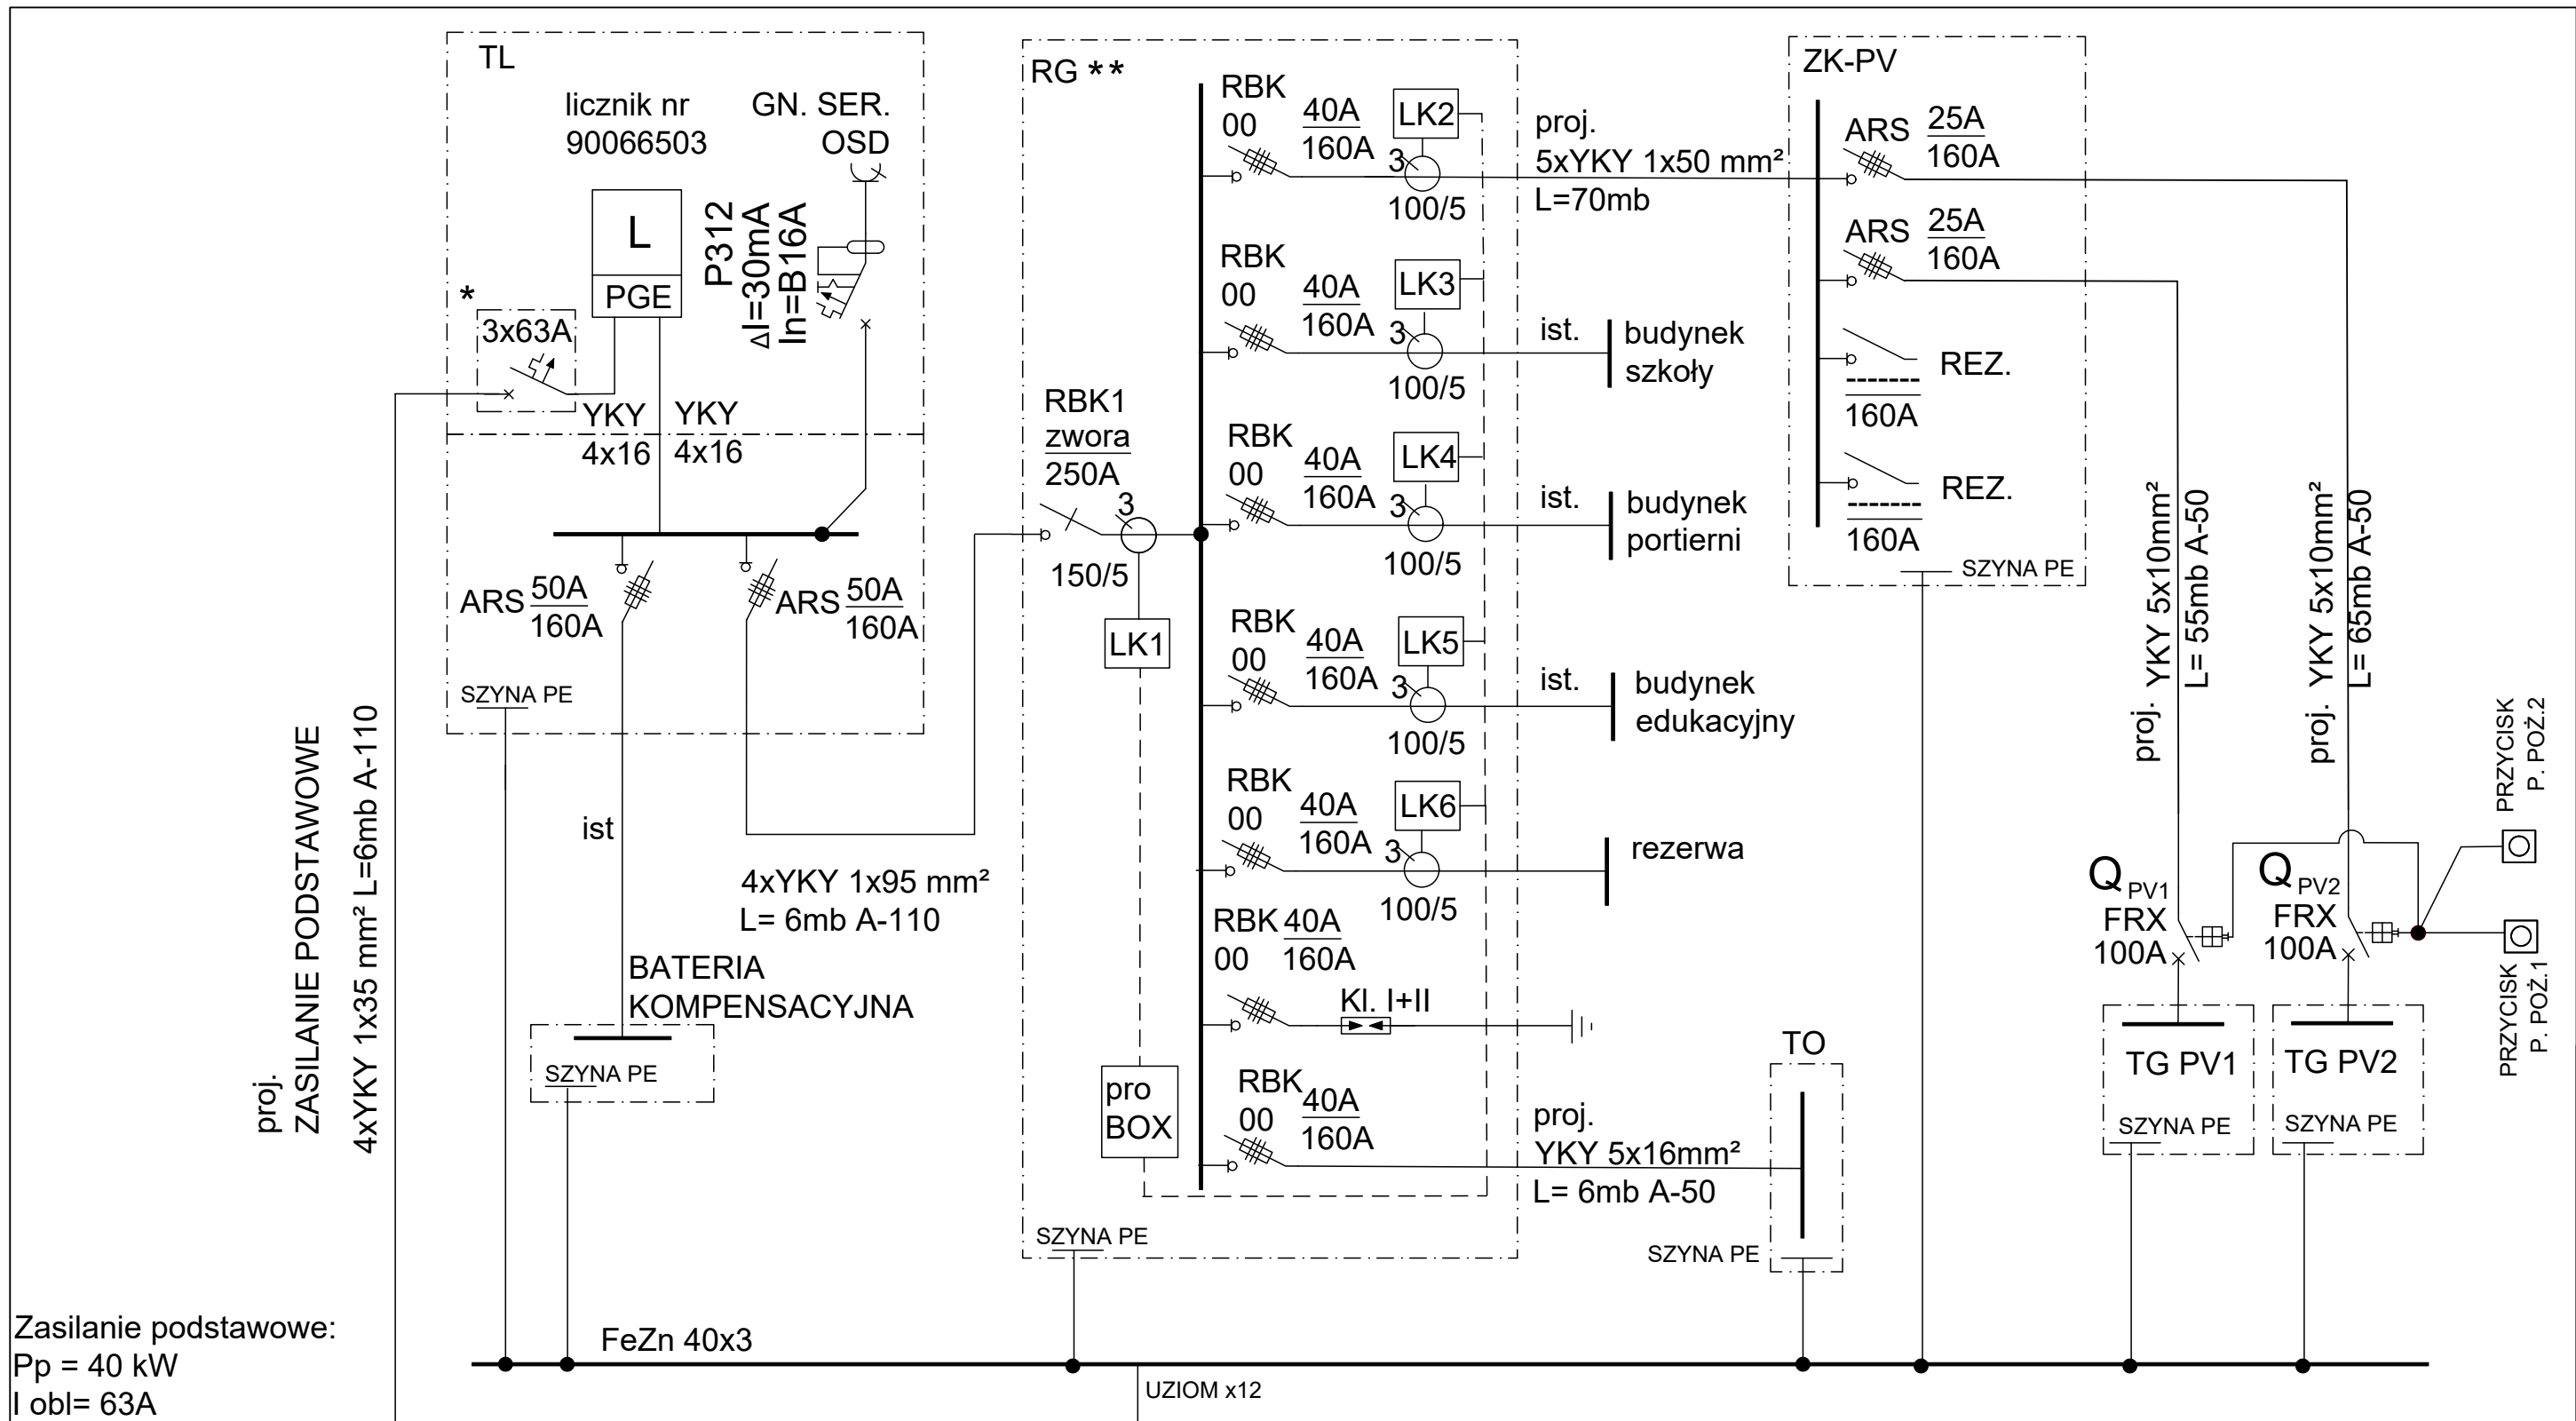 TL
licznik nr
90066503
GN. SER.
OSD
L
PGE
P312
ΔI=30mA
In=B16A
*
3x63A
YKY
4x16
YKY
4x16
ARS 50A
160A
ARS 50A
160A
SZYNA PE
ist
4xYKY 1x95 mm²
L= 6mb A-110
BATERIA
KOMPENSACYJNA
SZYNA PE
proj.
ZASILANIE PODSTAWOWE
4xYKY 1x35 mm² L=6mb A-110
Zasilanie podstawowe:
Pp = 40 kW
I obl= 63A
FeZn 40x3
UZIOM x12
RG **
RBK1
zwora
250A
3
150/5
LK1
pro
BOX
SZYNA PE
RBK
00
40A
160A
LK2
3
100/5
proj.
5xYKY 1x50 mm²
L=70mb
RBK
00
40A
160A
LK3
3
100/5
ist.
budynek
szkoły
RBK
00
40A
160A
LK4
3
100/5
ist.
budynek
portierni
RBK
00
40A
160A
LK5
3
100/5
ist.
budynek
edukacyjny
RBK
00
40A
160A
LK6
3
100/5
rezerwa
RBK
00
40A
160A
Kl. I+II
RBK
00
40A
160A
proj.
YKY 5x16mm²
L= 6mb A-50
TO
SZYNA PE
ZK-PV
ARS 25A
160A
ARS 25A
160A
REZ.
160A
REZ.
160A
SZYNA PE
proj. YKY 5x10mm²
L= 55mb A-50
proj. YKY 5x10mm²
L= 65mb A-50
Q PV1
FRX
100A
Q PV2
FRX
100A
PRZYCISK
P. POŻ.2
PRZYCISK
P. POŻ.1
TG PV1
SZYNA PE
TG PV2
SZYNA PE